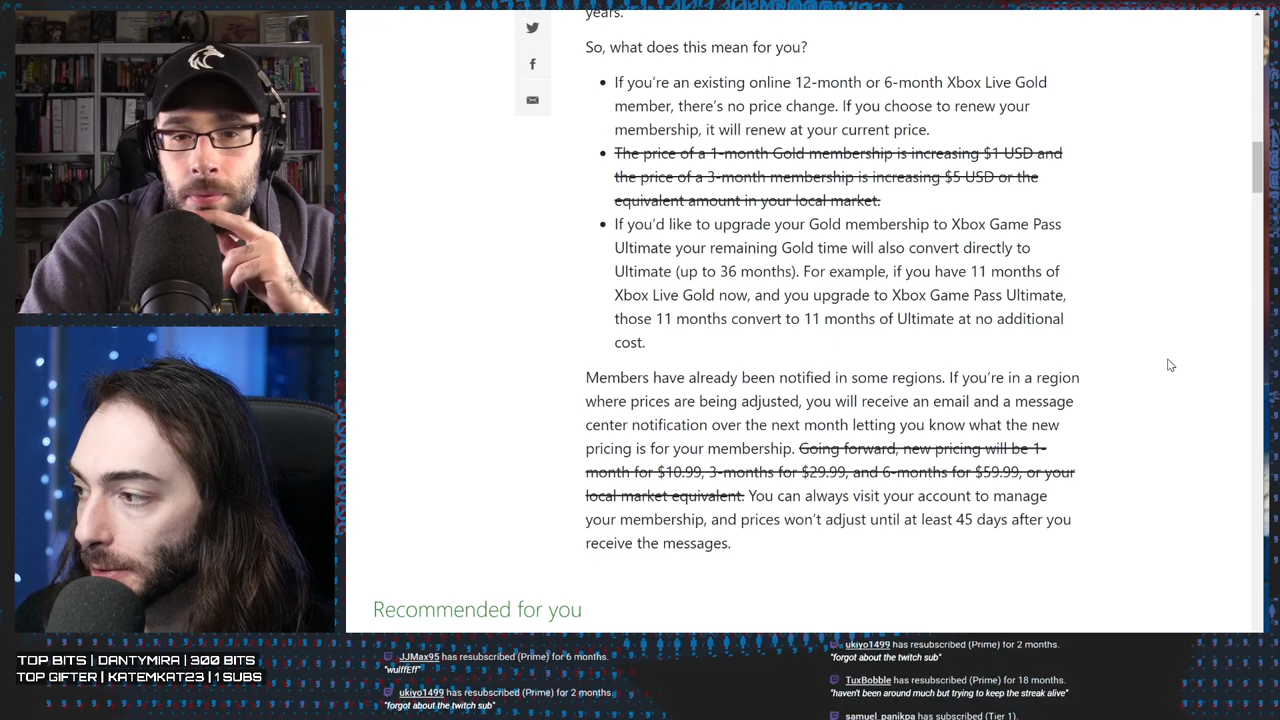 years.
So, what does this mean for you?
If you're an existing online 12-month or 6-month Xbox Live Gold
member, there's no price change. If you choose to renew your
membership, it will renew at your current price.
The price of a 1-month Gold membership is increasing $1 USD and
the price of a 3-month membership is increasing $5 USD or the
equivalent amount in your local market.
If you'd like to upgrade your Gold membership to Xbox Game Pass
Ultimate your remaining Gold time will also convert directly to
Ultimate (up to 36 months). For example, if you have 11 months of
Xbox Live Gold now, and you upgrade to Xbox Game Pass Ultimate,
those 11 months convert to 11 months of Ultimate at no additional
cost.
Members have already been notified in some regions. If you're in a region
where prices are being adjusted, you will receive an email and a message
center notification over the next month letting you know what the new
pricing is for your membership. Going forward, new pricing will be 1-
month for $10.99, 3-months for $29.99, and 6-months for $59.99, or your
local market equivalent. You can always visit your account to manage
your membership, and prices won't adjust until at least 45 days after you
receive the messages.
Recommended for you
TOP BITS | DANTYMIRA | 300 BITS
TOP GIFTER | KATEMKAT23 | 1 SUBS
JJMax95 has resubscribed (Prime) for 6 months.
"wulffEff"
ukiyo1499 has resubscribed (Prime) for 2 months.
"forgot about the twitch sub"
ukiyo1499 has resubscribed (Prime) for 2 months.
"forgot about the twitch sub"
TuxBobble has resubscribed (Prime) for 18 months.
"haven't been around much but trying to keep the streak alive"
samuel_panikpa has subscribed (Tier 1).